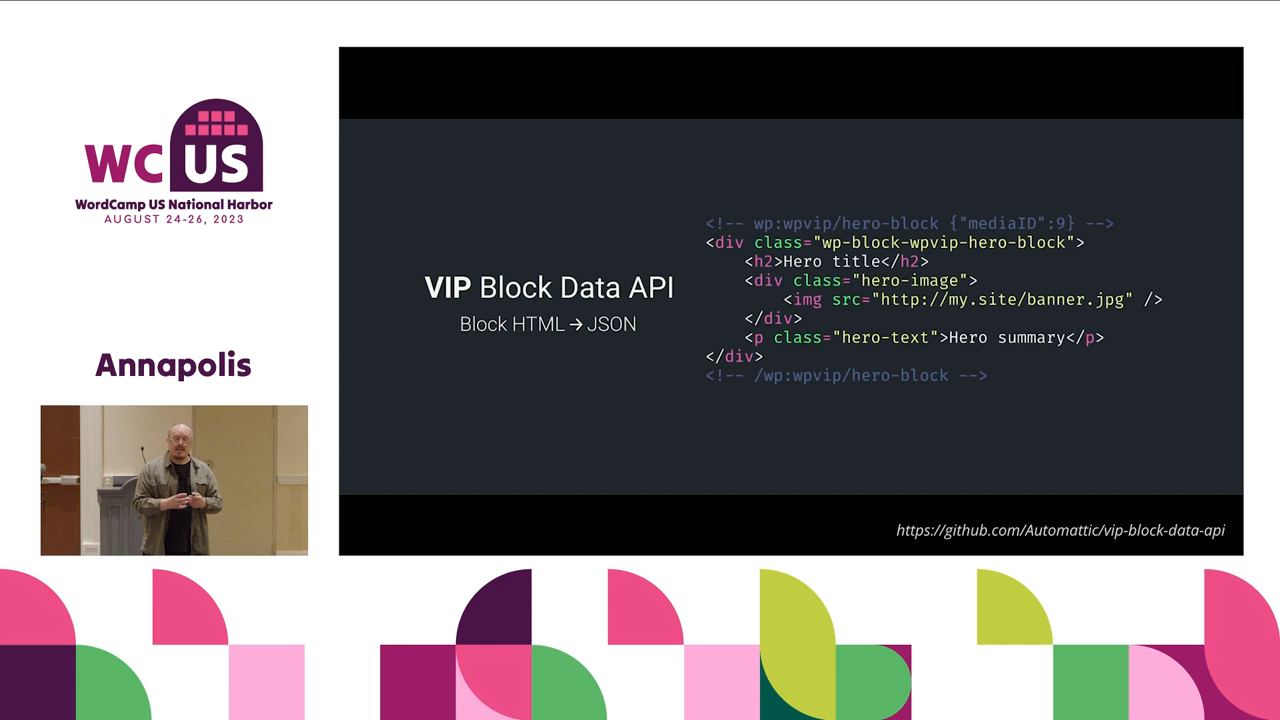 WC US
WordCamp US National Harbor
AUGUST 24-26, 2023
Annapolis
VIP Block Data API
Block HTML → JSON
<!-- wp:wpvip/hero-block {"mediaID":9} -->
<div class="wp-block-wpvip-hero-block">
    <h2>Hero title</h2>
    <div class="hero-image">
        <img src="http://my.site/banner.jpg" />
    </div>
    <p class="hero-text">Hero summary</p>
</div>
<!-- /wp:wpvip/hero-block -->
https://github.com/Automattic/vip-block-data-api